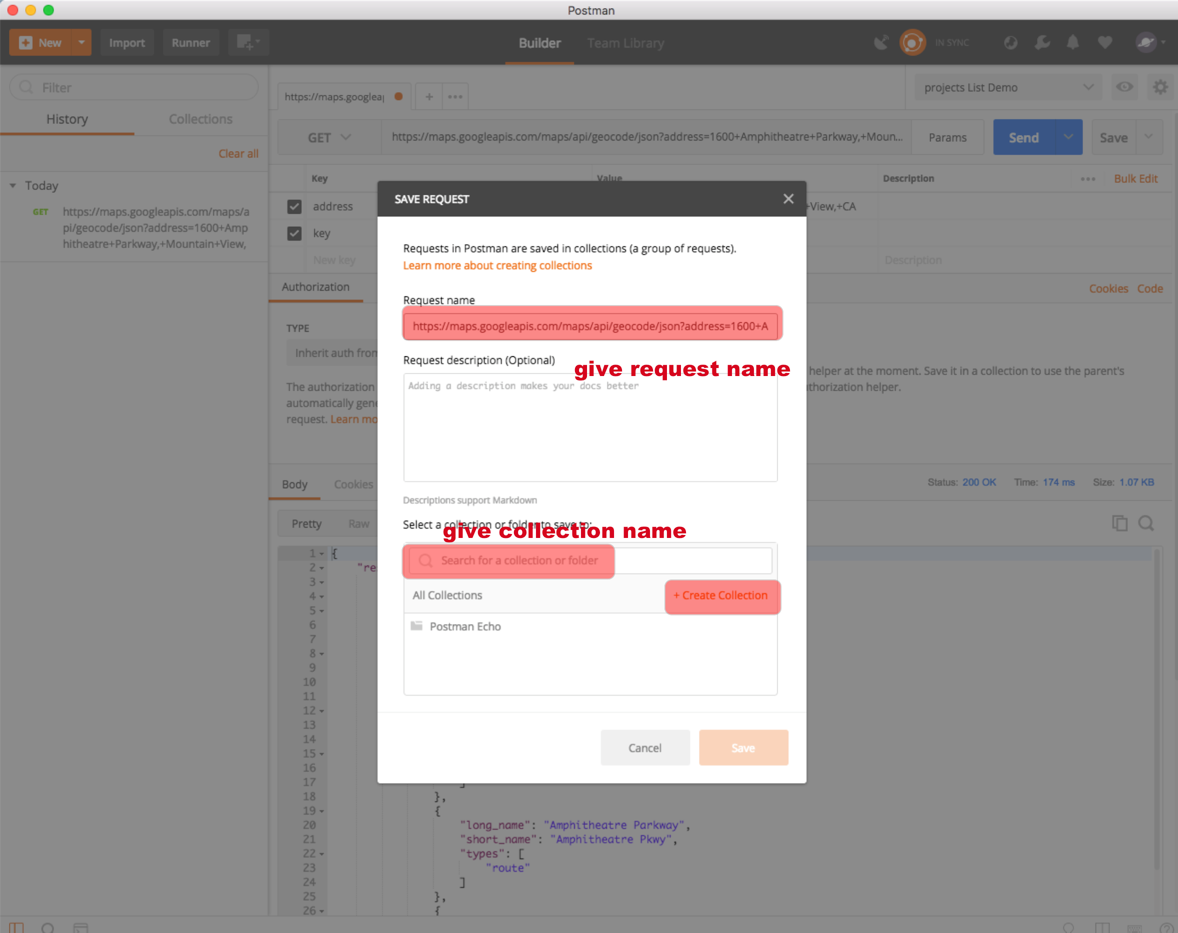 Postman
New
Import
Runner
Builder
Team Library
IN SYNC
Filter
History
Collections
Clear all
Today
GET
https://maps.googleapis.com/maps/a
pi/geocode/json?address=1600+Amp
hitheatre+Parkway,+Mountain+View,
https://maps.googleap
+
•••
projects List Demo
GET
https://maps.googleapis.com/maps/api/geocode/json?address=1600+Amphitheatre+Parkway,+Moun...
Params
Send
Save
Key
Value
Description
•••
Bulk Edit
address
+View,+CA
key
New key
Description
Authorization
Cookies
Code
TYPE
Inherit auth from
The authorization
automatically gene
request. Learn mo
helper at the moment. Save it in a collection to use the parent's
uthorization helper.
SAVE REQUEST
Requests in Postman are saved in collections (a group of requests).
Learn more about creating collections
Request name
https://maps.googleapis.com/maps/api/geocode/json?address=1600+A
Request description (Optional)
give request name
Adding a description makes your docs better
Descriptions support Markdown
Select a collection or folder to save to:
give collection name
Search for a collection or folder
All Collections
+ Create Collection
Postman Echo
Cancel
Save
Body
Cookies
Status: 200 OK
Time: 174 ms
Size: 1.07 KB
Pretty
Raw
1 {
2 "re
3
4
5
6
7
8
9
10
11
12
13
14
15
16
17 ]
18 },
19 {
20 "long_name": "Amphitheatre Parkway",
21 "short_name": "Amphitheatre Pkwy",
22 "types": [
23 "route"
24 ]
25 },
26 {